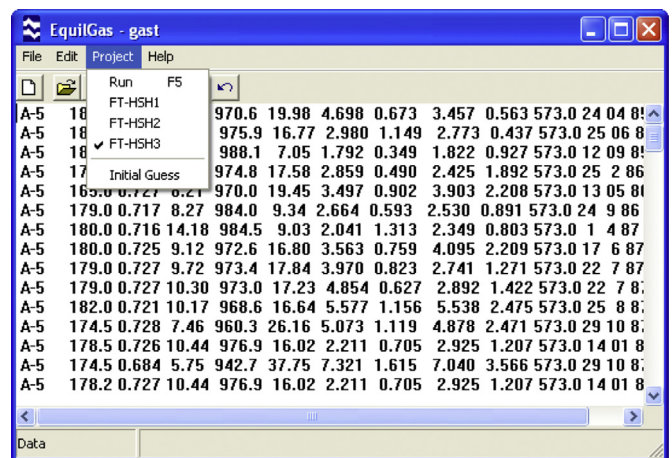 EquilGas - gast
File Edit Project Help
Run F5
FT-HSH1
FT-HSH2
FT-HSH3
Initial Guess
A-5 18 970.6 19.98 4.698 0.673 3.457 0.563 573.0 24 04
A-5 18 975.9 16.77 2.980 1.149 2.773 0.437 573.0 25 06 8
A-5 18 988.1 7.05 1.792 0.349 1.822 0.927 573.0 12 09
A-5 17 974.8 17.58 2.859 0.490 2.425 1.892 573.0 25 2 86
A-5 970.0 19.45 3.497 0.902 3.903 2.208 573.0 13 05
A-5 179.0 0.717 8.27 984.0 9.34 2.664 0.593 2.530 0.891 573.0 24 9 86
A-5 180.0 0.716 14.18 984.5 9.03 2.041 1.313 2.349 0.803 573.0 1 4 87
A-5 180.0 0.725 9.12 972.6 16.80 3.563 0.759 4.095 2.209 573.0 17 6 87
A-5 179.0 0.727 9.72 973.4 17.84 3.970 0.823 2.741 1.271 573.0 22 7 87
A-5 179.0 0.727 10.30 973.0 17.23 4.854 0.627 2.892 1.422 573.0 22 7
A-5 182.0 0.721 10.17 968.6 16.64 5.577 1.156 5.538 2.475 573.0 25 8
A-5 174.5 0.728 7.46 960.3 26.16 5.073 1.119 4.878 2.471 573.0 29 10
A-5 178.5 0.726 10.44 976.9 16.02 2.211 0.705 2.925 1.207 573.0 14 01 8
A-5 174.5 0.684 5.75 942.7 37.75 7.321 1.615 7.040 3.566 573.0 29 10
A-5 178.2 0.727 10.44 976.9 16.02 2.211 0.705 2.925 1.207 573.0 14 01 8
Data